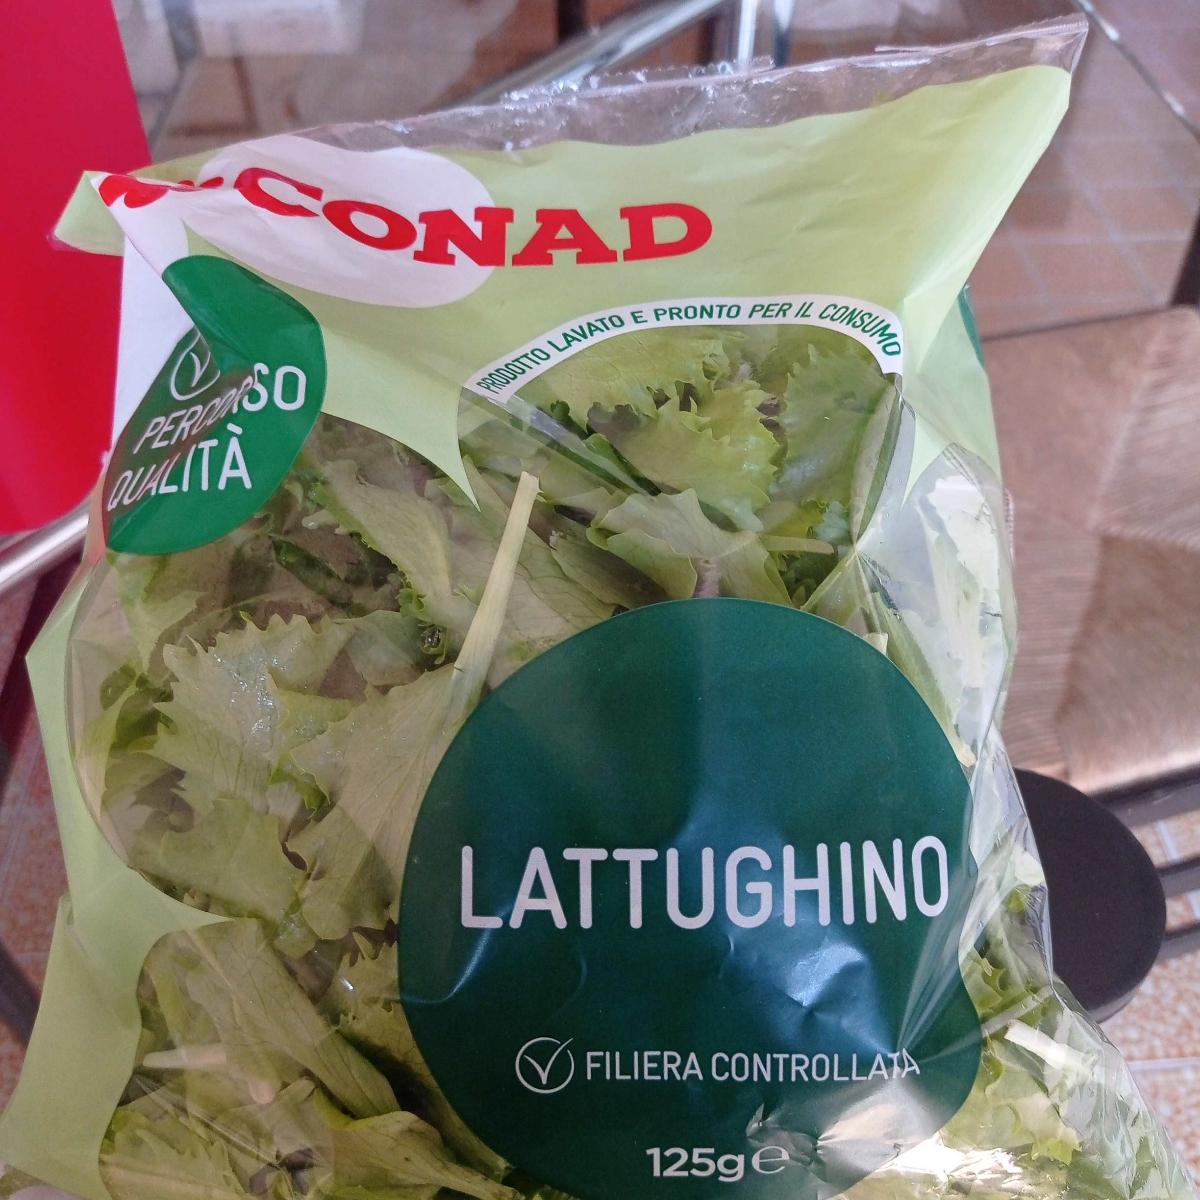 CONAD
PRODOTTO LAVATO E PRONTO PER IL CONSUMO
PERCORSO
QUALITÀ
LATTUGHINO
FILIERA CONTROLLATA
125g ℮